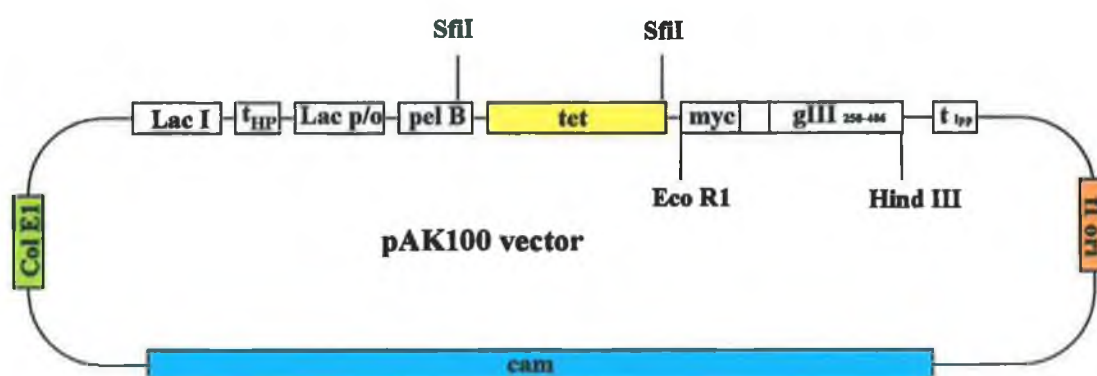 SfiI SfiI
Lac I tHP Lac p/o pel B tet myc gIII 250-406 t lpp
Eco R1 Hind III
Col E1 pAK100 vector fI ori
cam